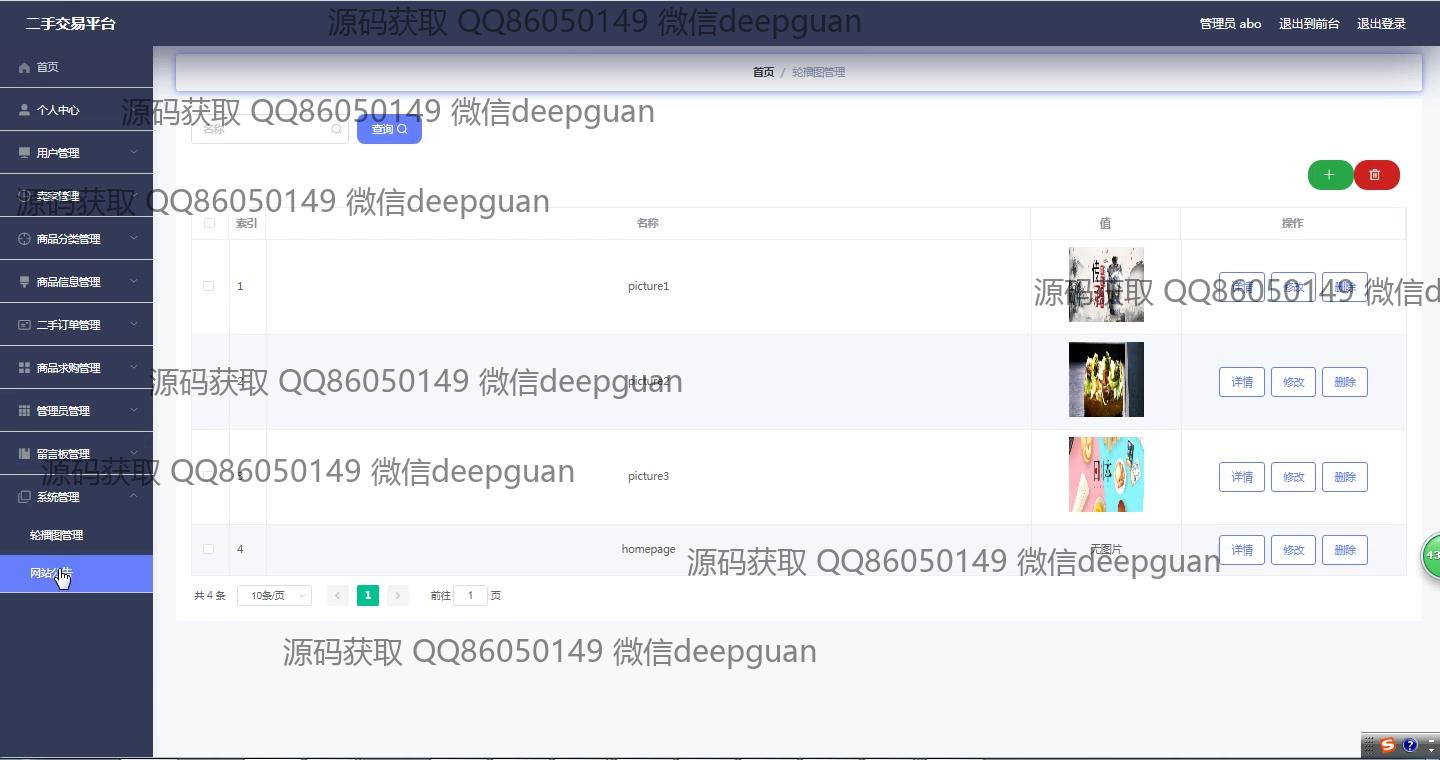 二手交易平台
源码获取 QQ86050149 微信deepguan
管理员 abo 退出到前台 退出登录
首页
首页 / 轮播图管理
个人中心
源码获取 QQ86050149 微信deepguan
名称
查询
用户管理
卖家管理
源码获取 QQ86050149 微信deepguan
索引 名称 值 操作
商品分类管理
商品信息管理
1 picture1 详情 修改 删除
源码获取 QQ86050149 微信d
二手订单管理
商品求购管理
2 picture2 详情 修改 删除
源码获取 QQ86050149 微信deepguan
管理员管理
留言板管理
源码获取 QQ86050149 微信deepguan
3 picture3 详情 修改 删除
日本
系统管理
轮播图管理
4 homepage 无图片 详情 修改 删除
源码获取 QQ86050149 微信deepguan
43
网站公告
共 4 条 10条/页 1 前往 1 页
源码获取 QQ86050149 微信deepguan